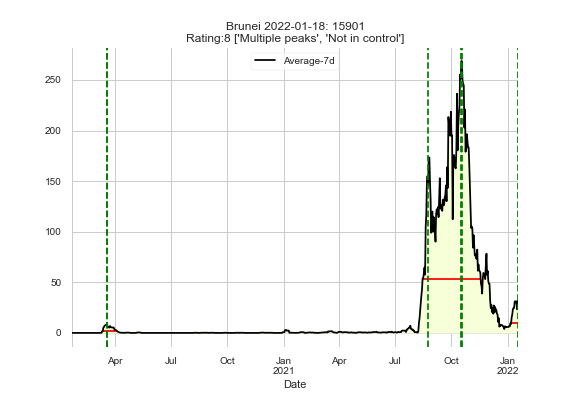 Brunei 2022-01-18: 15901
Rating:8 ['Multiple peaks', 'Not in control']
Average-7d
250
200
150
100
50
0
Apr Jul Oct Jan Apr Jul Oct Jan
2021 2022
Date